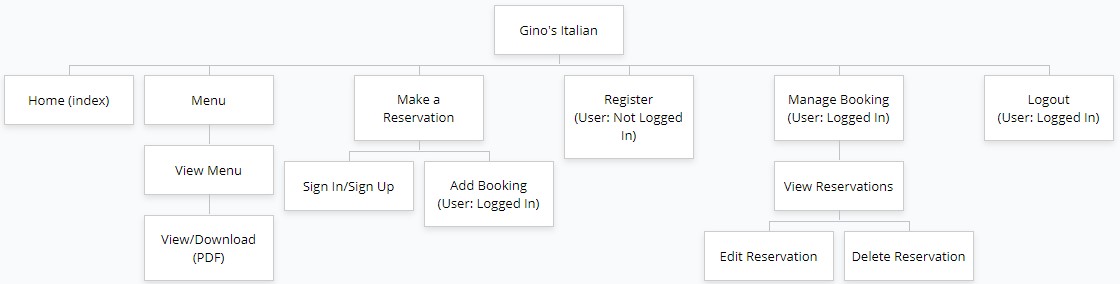 Gino's Italian
Home (index)
Menu
Make a
Reservation
Register
(User: Not Logged
In)
Manage Booking
(User: Logged In)
Logout
(User: Logged In)
View Menu
Sign In/Sign Up
Add Booking
(User: Logged In)
View Reservations
View/Download
(PDF)
Edit Reservation
Delete Reservation